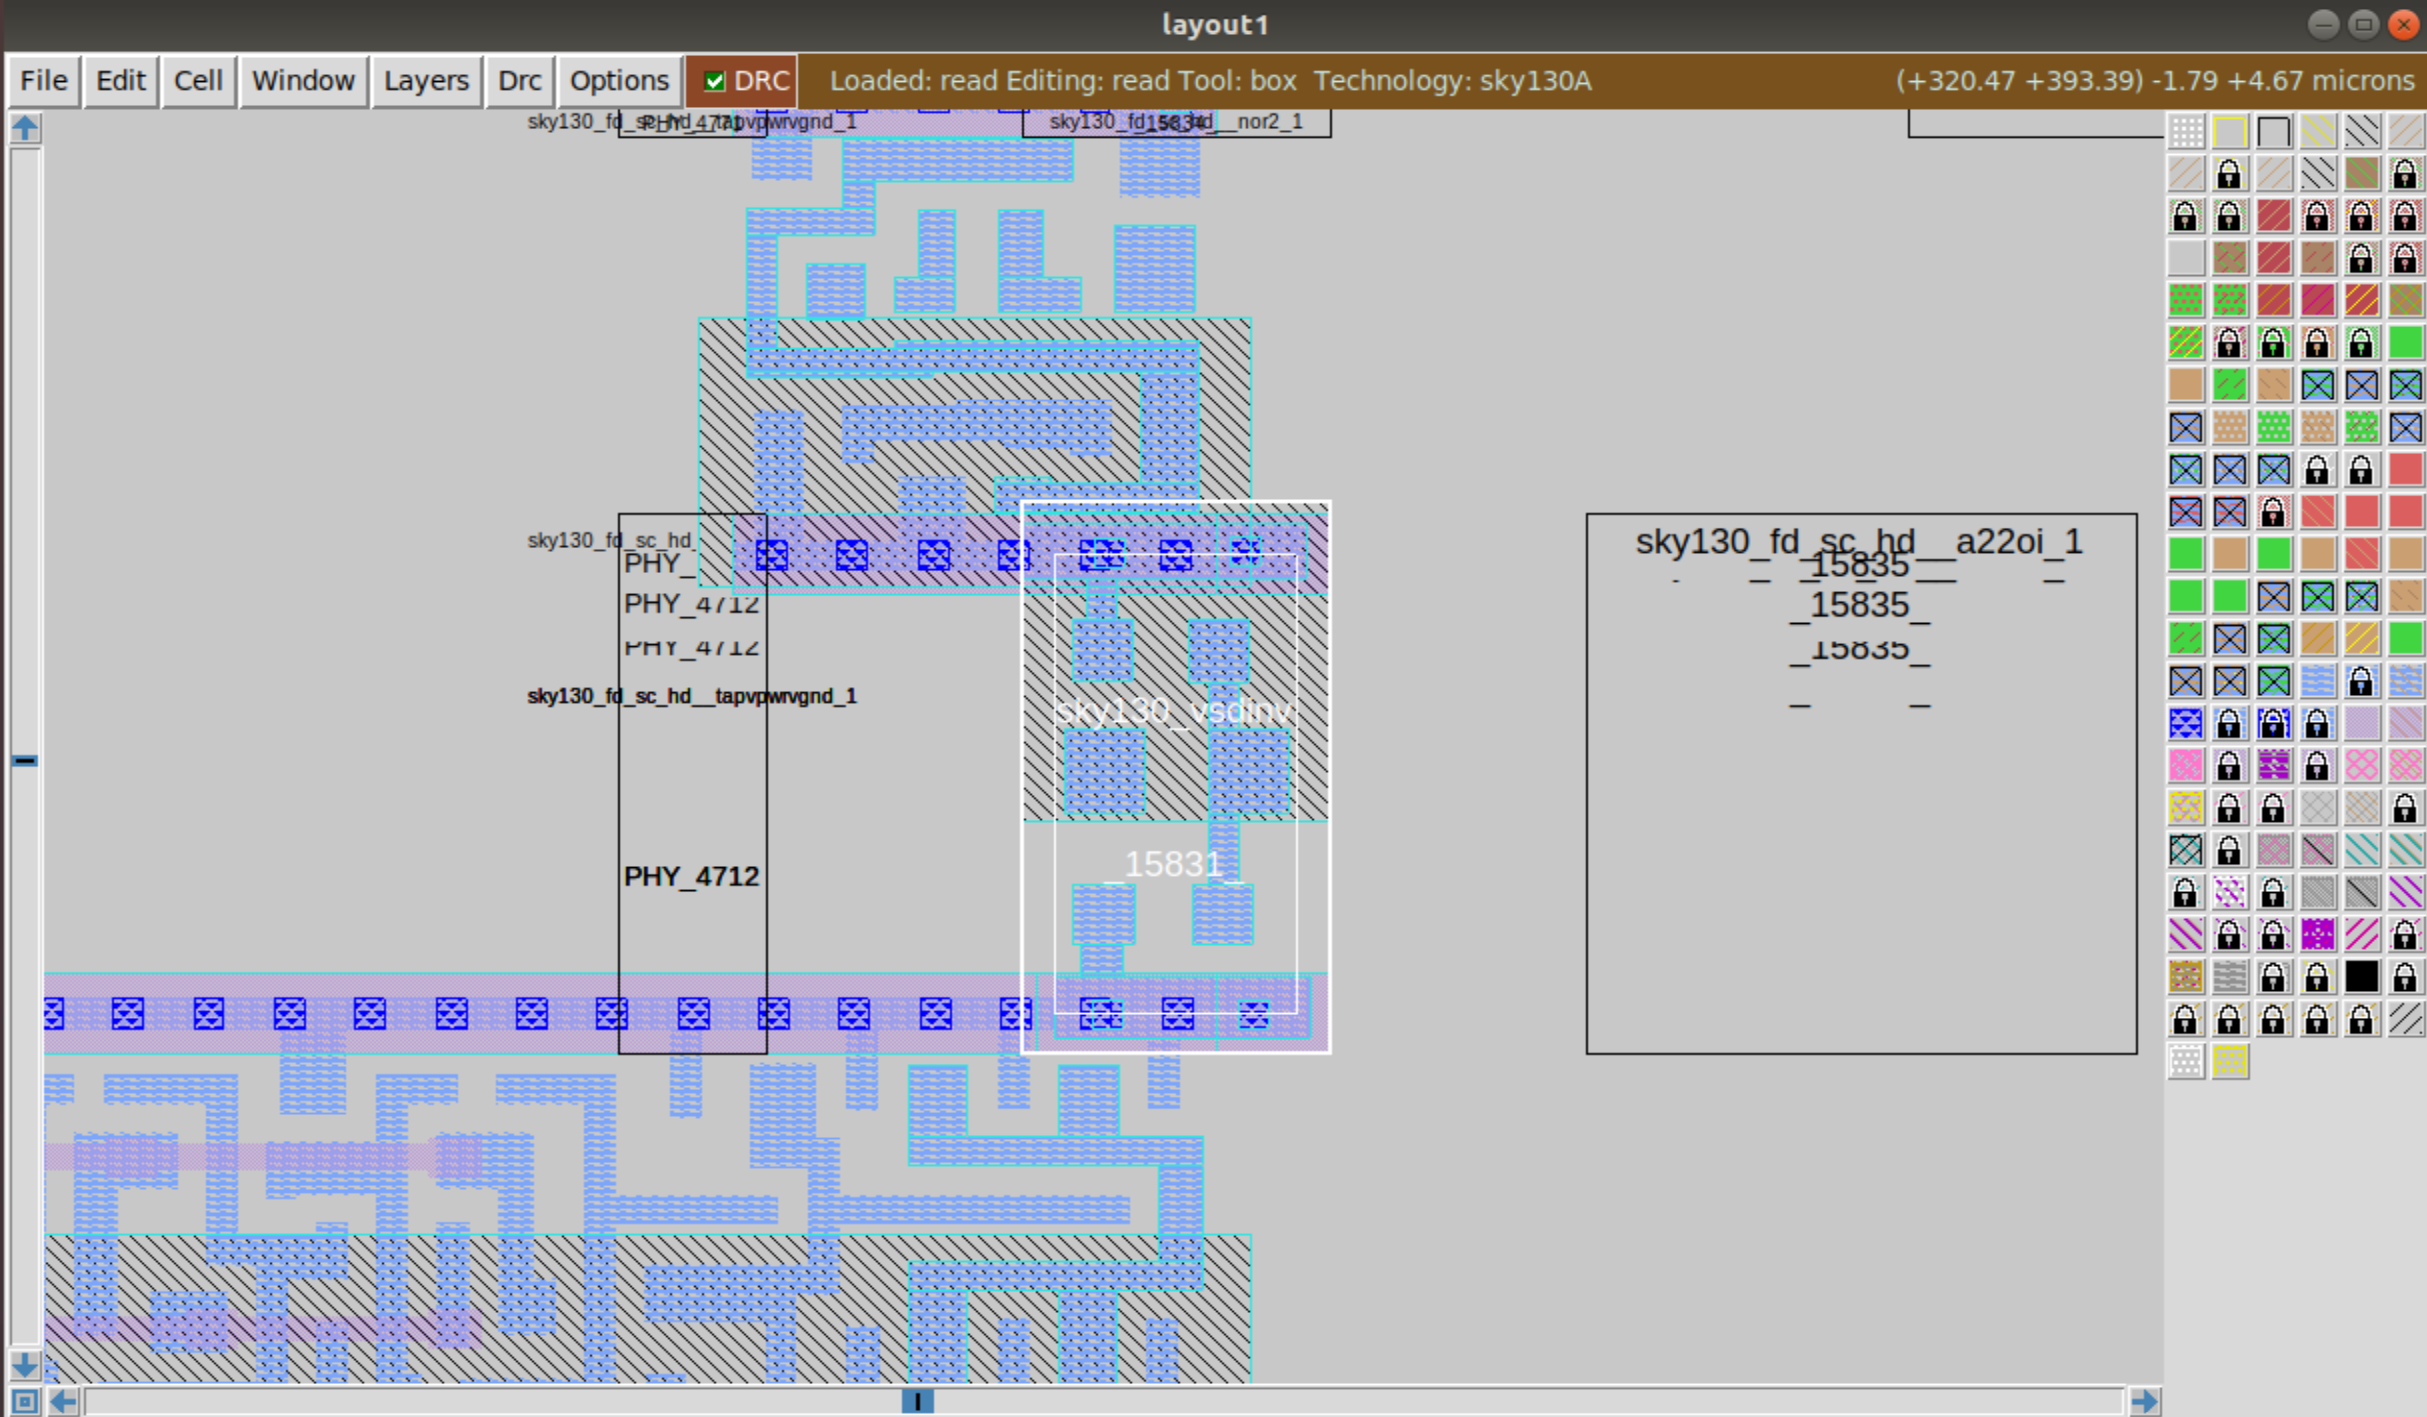 layout1
File Edit Cell Window Layers Drc Options DRC Loaded: read Editing: read Tool: box Technology: sky130A (+320.47 +393.39) -1.79 +4.67 microns
sky130_fd_sc_hd__tapvpwrvgnd_1
sky130_fd_sc_hd__nor2_1
sky130_fd_sc_hd_
PHY_
PHY_4712
PHY_4712
sky130_fd_sc_hd__tapvpwrvgnd_1
PHY_4712
sky130_vsdinv
_15831_
sky130_fd_sc_hd__a22oi_1
_15835_
_15835_
_15835_